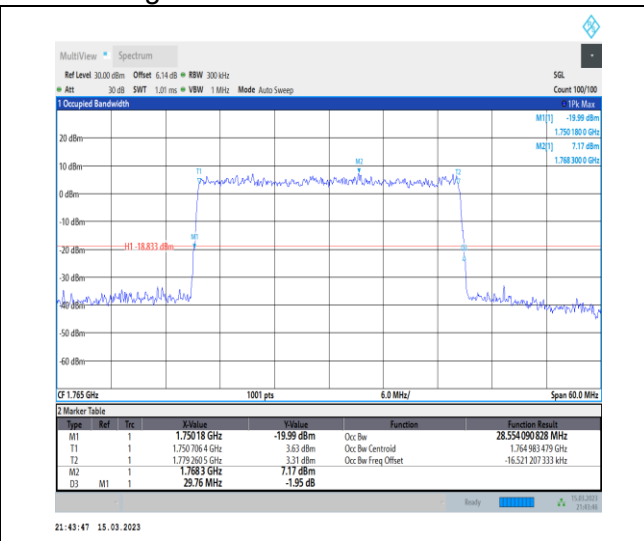 MultiView Spectrum
Ref Level 30.00 dBm Offset 6.14 dB RBW 300 kHz SGL
Att 30 dB SWT 1.01 ms VBW 1 MHz Mode Auto Sweep Count 100/100
1 Occupied Bandwidth 1Pk Max
M1[1] -19.99 dBm
1.750 180 0 GHz
M2[1] 7.17 dBm
1.768 300 0 GHz
20 dBm
10 dBm
T1 M2 T2
0 dBm
-10 dBm
M1
-20 dBm H1 -18.833 dBm
-30 dBm
-40 dBm
-50 dBm
-60 dBm
CF 1.765 GHz 1001 pts 6.0 MHz/ Span 60.0 MHz
2 Marker Table
Type Ref Trc X-Value Y-Value Function Function Result
M1 1 1.75018 GHz -19.99 dBm Occ Bw 28.554 090 828 MHz
T1 1 1.750 706 4 GHz 3.63 dBm Occ Bw Centroid 1.764 983 479 GHz
T2 1 1.779 260 5 GHz 3.31 dBm Occ Bw Freq Offset -16.521 207 333 kHz
M2 1 1.7683 GHz 7.17 dBm
D3 M1 1 29.76 MHz -1.95 dB
Ready 15.03.2023
21:43:46
21:43:47 15.03.2023